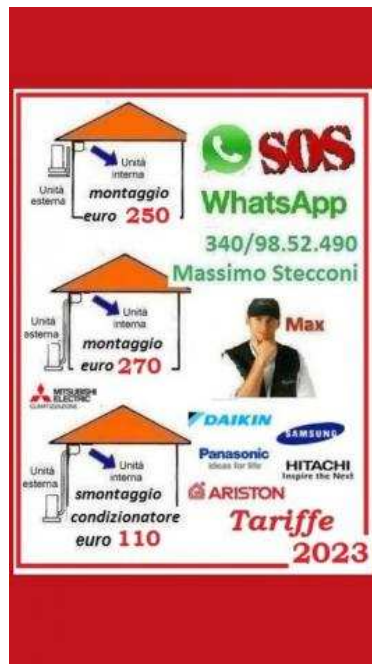 Unità
interna
Unità
esterna
montaggio
euro 250
SOS
WhatsApp
340/98.52.490
Massimo Stecconi
Max
Unità
interna
Unità
esterna
montaggio
euro 270
MITSUBISHI
ELECTRIC
CLIMATIZZAZIONE
Unità
interna
Unità
esterna
smontaggio
condizionatore
euro 110
DAIKIN
SAMSUNG
Panasonic
ideas for life
HITACHI
Inspire the Next
ARISTON
Tariffe
2023